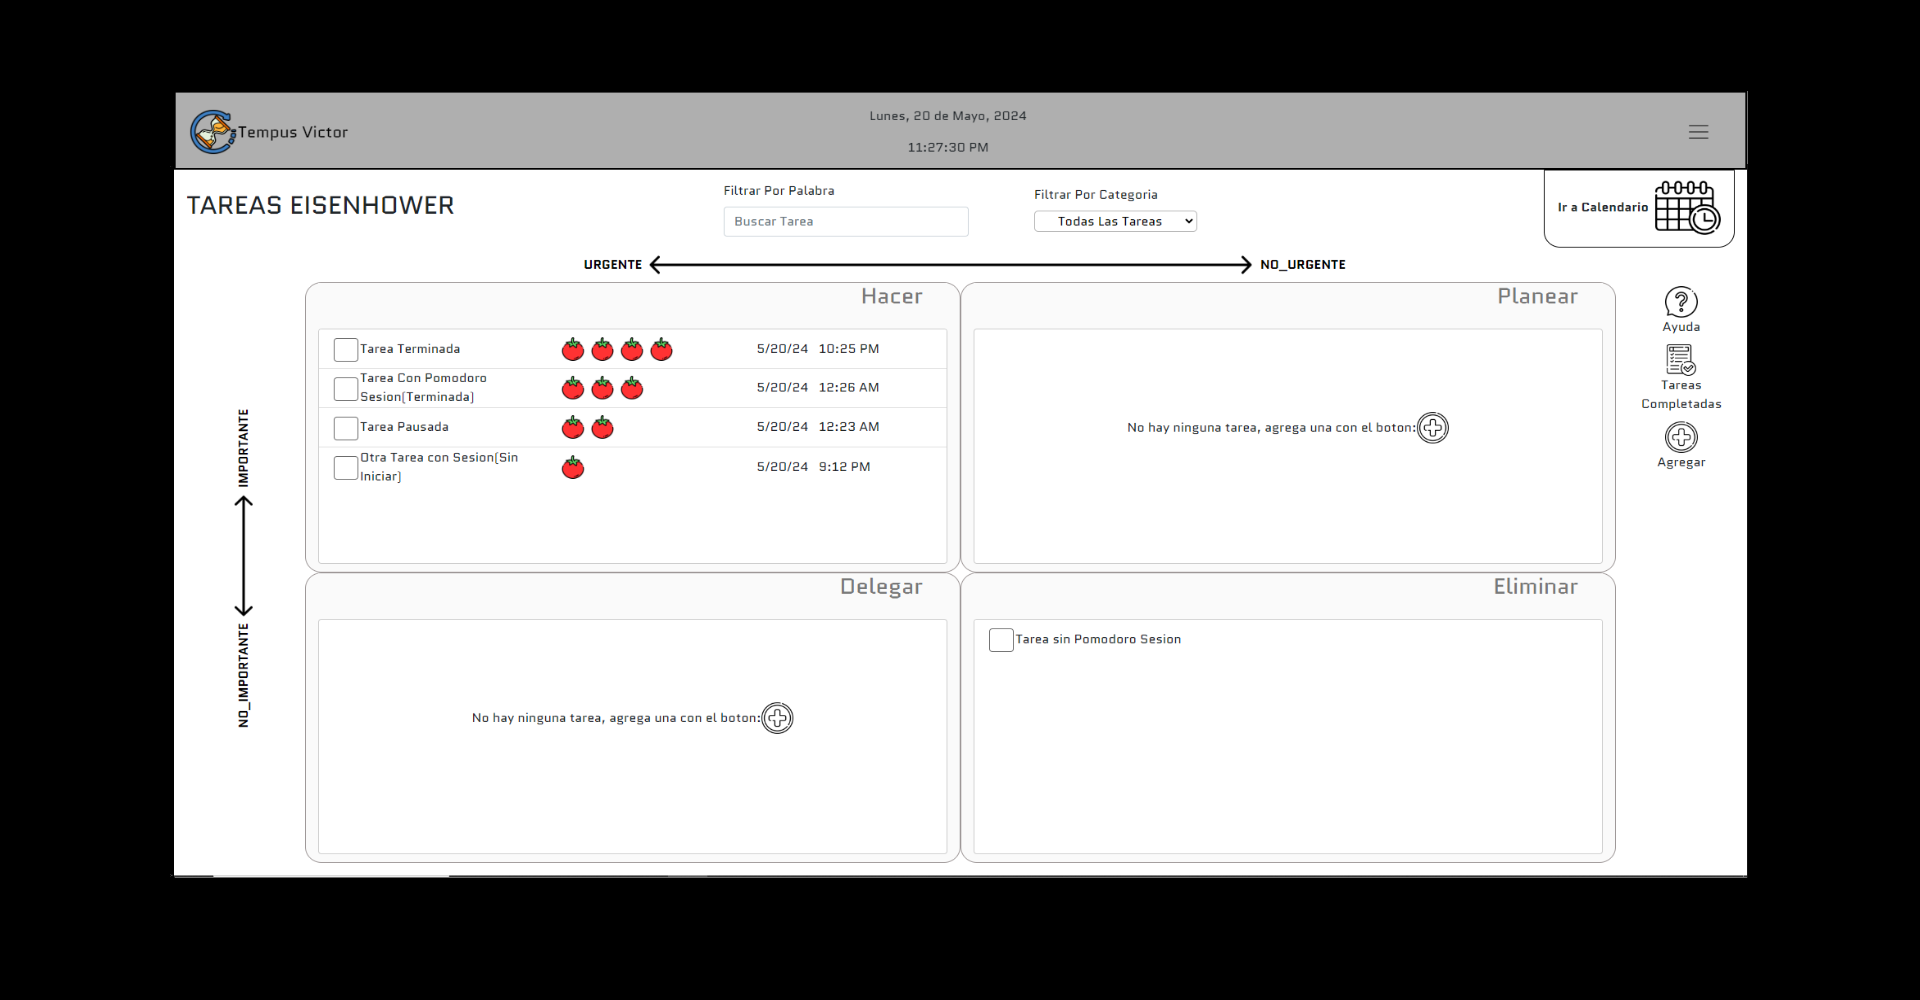 Tempus Victor
Lunes, 20 de Mayo, 2024
11:27:30 PM
TAREAS EISENHOWER
Filtrar Por Palabra
Buscar Tarea
Filtrar Por Categoria
Todas Las Tareas
Ir a Calendario
URGENTE
NO_URGENTE
IMPORTANTE
NO_IMPORTANTE
Hacer
Tarea Terminada 5/20/24 10:25 PM
Tarea Con Pomodoro
Sesion(Terminada) 5/20/24 12:26 AM
Tarea Pausada 5/20/24 12:23 AM
Otra Tarea con Sesion(Sin
Iniciar) 5/20/24 9:12 PM
Planear
No hay ninguna tarea, agrega una con el boton:
Delegar
No hay ninguna tarea, agrega una con el boton:
Eliminar
Tarea sin Pomodoro Sesion
Ayuda
Tareas
Completadas
Agregar